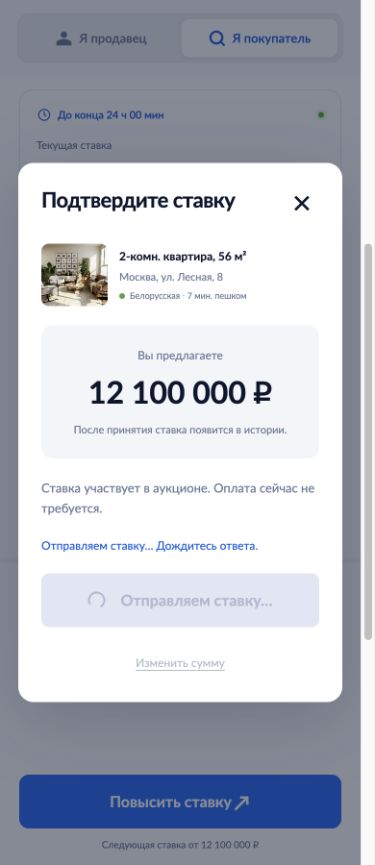 Я продавец
Я покупатель
До конца 24 ч 00 мин
Текущая ставка
Подтвердите ставку
2-комн. квартира, 56 м²
Москва, ул. Лесная, 8
Белорусская · 7 мин. пешком
Вы предлагаете
12 100 000 ₽
После принятия ставка появится в истории.
Ставка участвует в аукционе. Оплата сейчас не
требуется.
Отправляем ставку... Дождитесь ответа.
Отправляем ставку...
Изменить сумму
Повысить ставку
Следующая ставка от 12 100 000 ₽